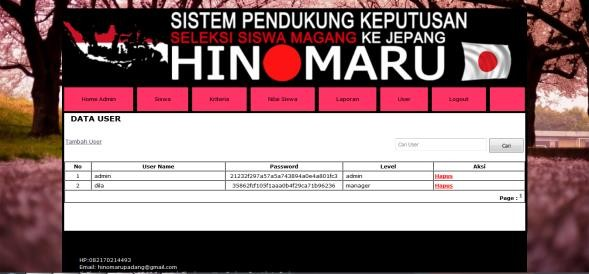 SISTEM PENDUKUNG KEPUTUSAN
SELEKSI SISWA MAGANG KE JEPANG
HINOMARU
Home Admin Siswa Kriteria Nilai Siswa Laporan User Logout
DATA USER
Tambah User Cari User Cari
No User Name Password Level Aksi
1 admin 21232f297a57a5a743894a0e4a801fc3 admin Hapus
2 dila manager Hapus
Page : 1
HP:082170214493
Email: hinomarupadang@gmail.com